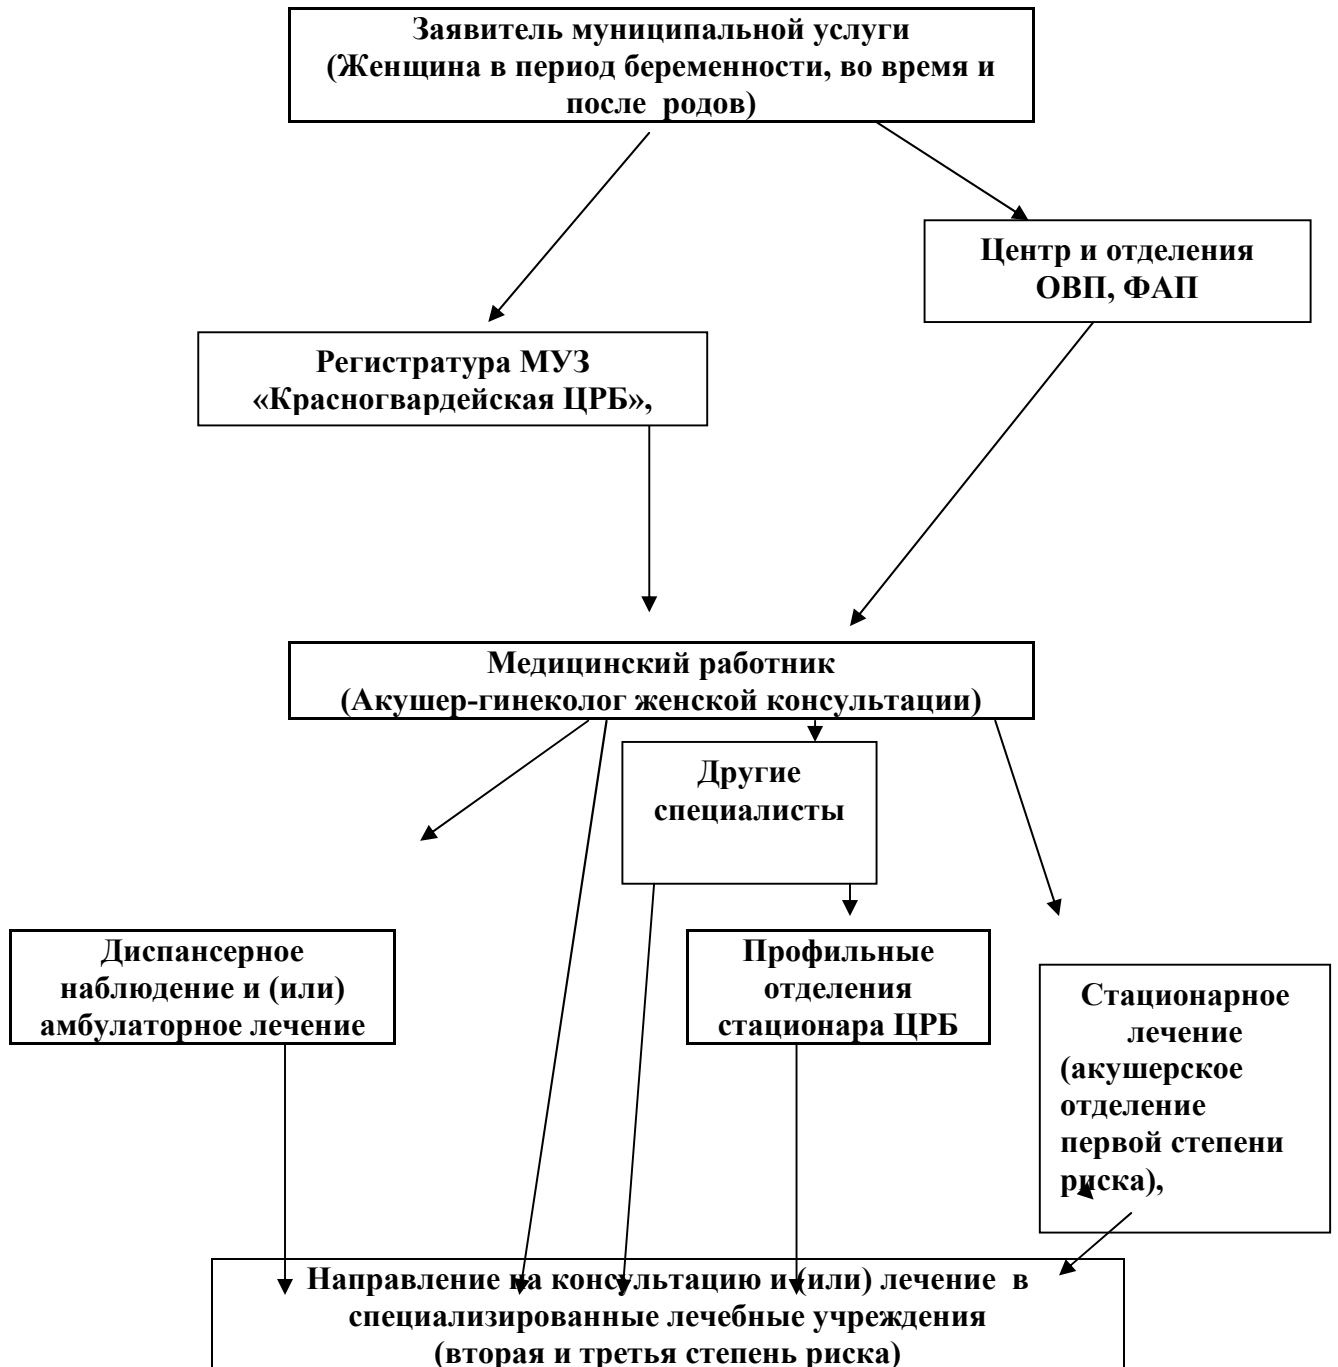 Заявитель муниципальной услуги
(Женщина в период беременности, во время и
после родов)
Центр и отделения
ОВП, ФАП
Регистратура МУЗ
«Красногвардейская ЦРБ»,
Медицинский работник
(Акушер-гинеколог женской консультации)
Другие
специалисты
Диспансерное
наблюдение и (или)
амбулаторное лечение
Профильные
отделения
стационара ЦРБ
Стационарное
лечение
(акушерское
отделение
первой степени
риска),
Направление на консультацию и (или) лечение в
специализированные лечебные учреждения
(вторая и третья степень риска)